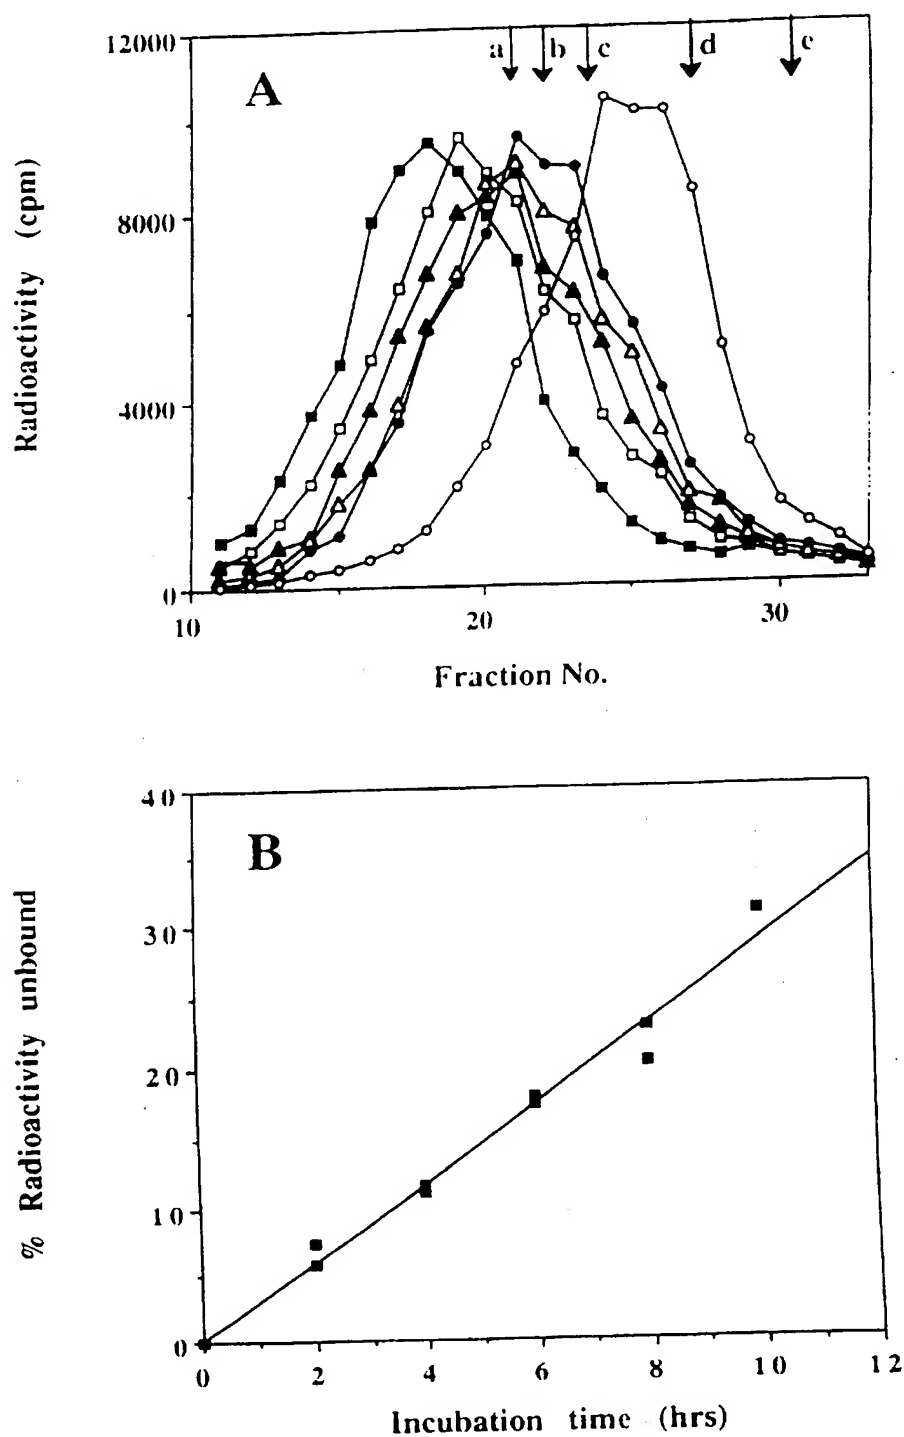 12000
a
b
c
d
e
A
8000
4000
0
10
20
30
Radioactivity (cpm)
Fraction No.
40
B
30
20
10
0
0
2
4
6
8
10
12
% Radioactivity unbound
Incubation time (hrs)